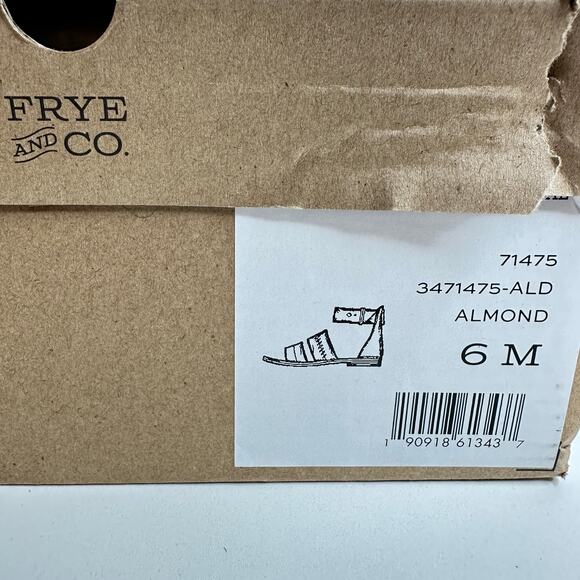 FRYE
AND CO.
71475
3471475-ALD
ALMOND
6 M
1 90918 61343 7